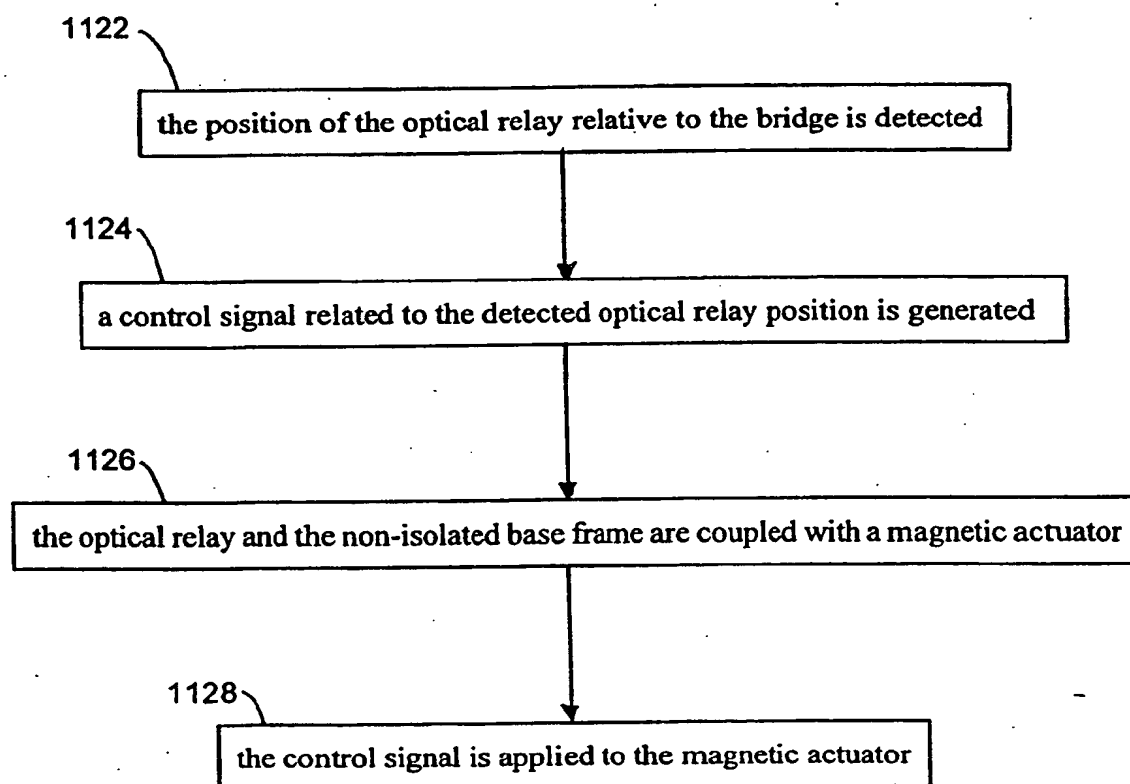 1122
the position of the optical relay relative to the bridge is detected
1124
a control signal related to the detected optical relay position is generated
1126
the optical relay and the non-isolated base frame are coupled with a magnetic actuator
1128
the control signal is applied to the magnetic actuator